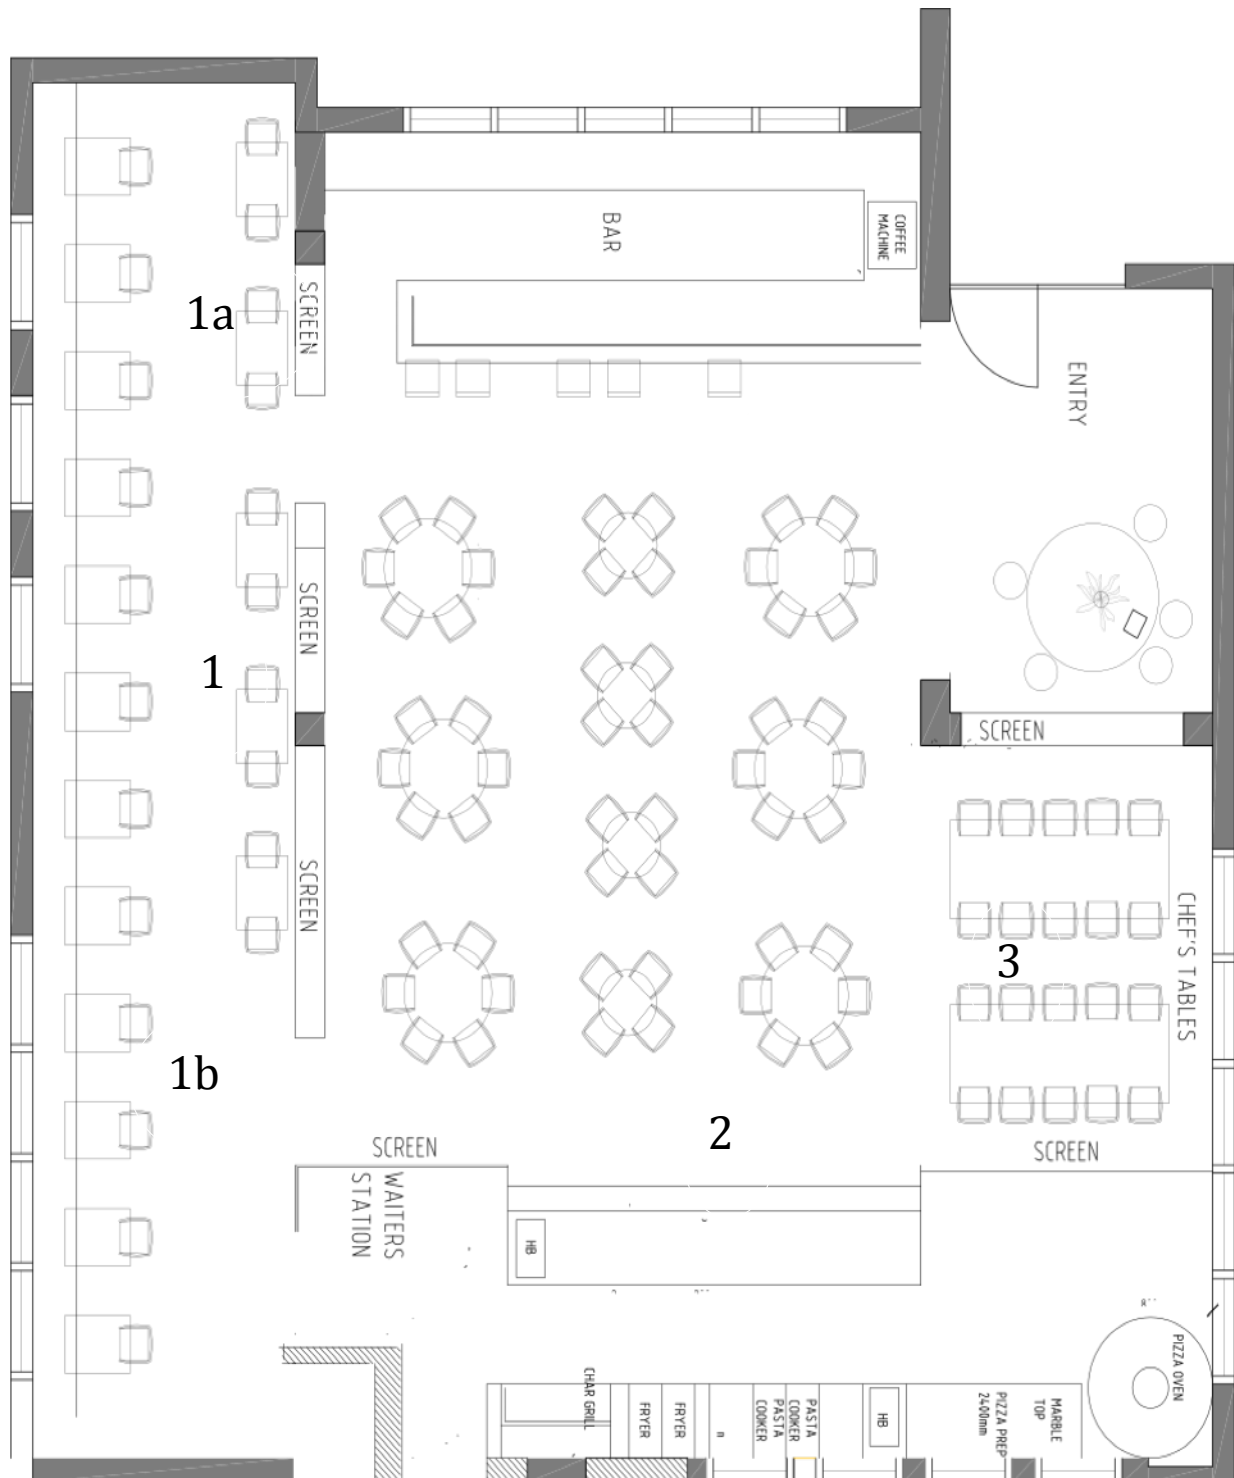 BAR
COFFEE
MACHINE
1a
SCREEN
ENTRY
1
SCREEN
SCREEN
SCREEN
3
CHEF'S TABLES
1b
2
SCREEN
SCREEN
WAITERS
STATION
HB
CHAR GRILL
FRYER
FRYER
PASTA
COOKER
PASTA
COOKER
HB
PIZZA PREP
2400mm
MARBLE
TOP
PIZZA OVEN